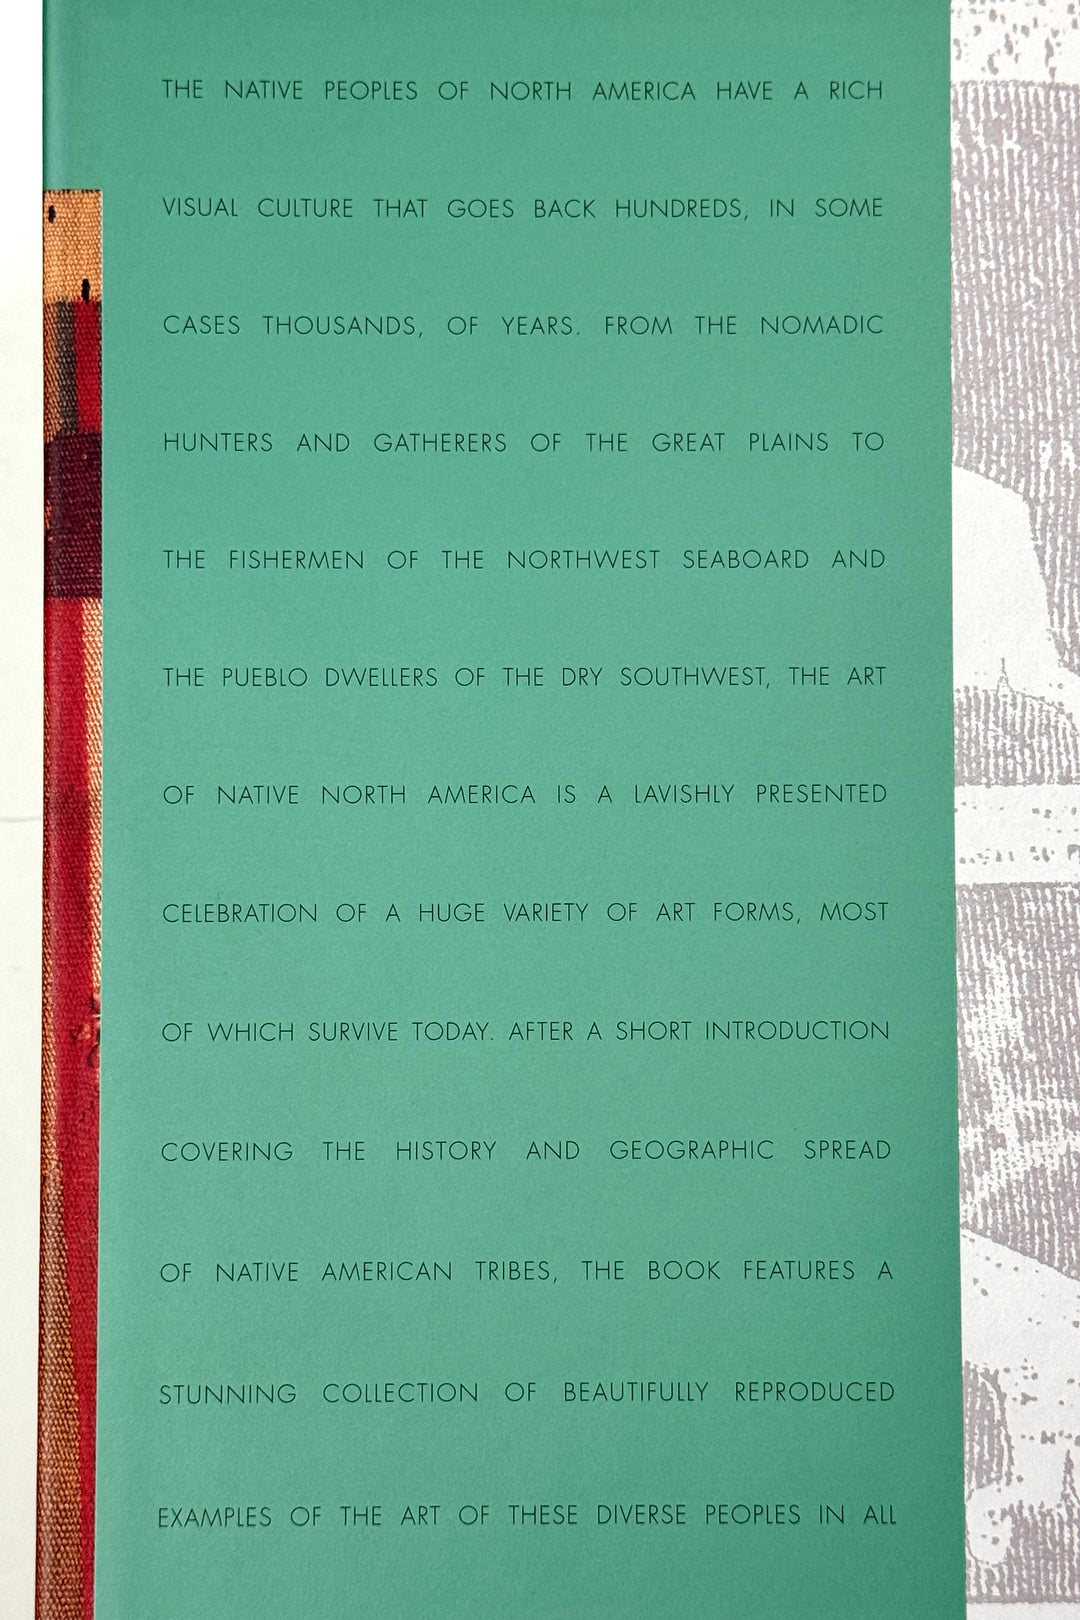 THE NATIVE PEOPLES OF NORTH AMERICA HAVE A RICH
VISUAL CULTURE THAT GOES BACK HUNDREDS, IN SOME
CASES THOUSANDS, OF YEARS. FROM THE NOMADIC
HUNTERS AND GATHERERS OF THE GREAT PLAINS TO
THE FISHERMEN OF THE NORTHWEST SEABOARD AND
THE PUEBLO DWELLERS OF THE DRY SOUTHWEST, THE ART
OF NATIVE NORTH AMERICA IS A LAVISHLY PRESENTED
CELEBRATION OF A HUGE VARIETY OF ART FORMS, MOST
OF WHICH SURVIVE TODAY. AFTER A SHORT INTRODUCTION
COVERING THE HISTORY AND GEOGRAPHIC SPREAD
OF NATIVE AMERICAN TRIBES, THE BOOK FEATURES A
STUNNING COLLECTION OF BEAUTIFULLY REPRODUCED
EXAMPLES OF THE ART OF THESE DIVERSE PEOPLES IN ALL